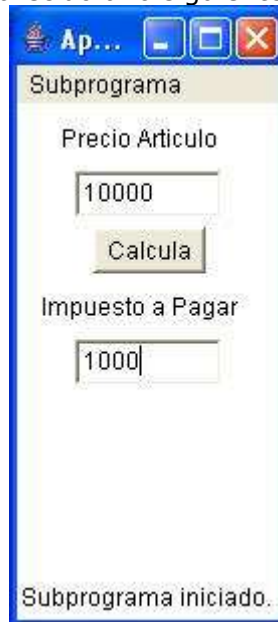 Ap...
Subprograma
Precio Articulo
10000
Calcula
Impuesto a Pagar
1000
Subprograma iniciado.